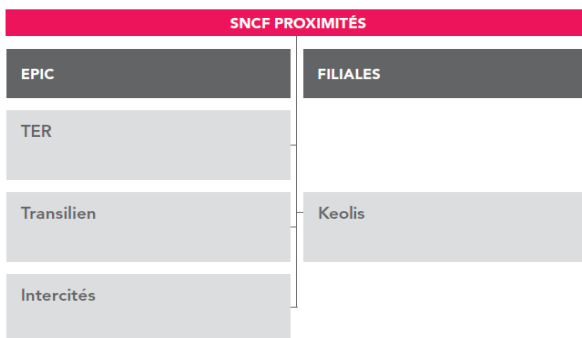 SNCF PROXIMITÉS
EPIC
FILIALES
TER
Transilien
Keolis
Intercités